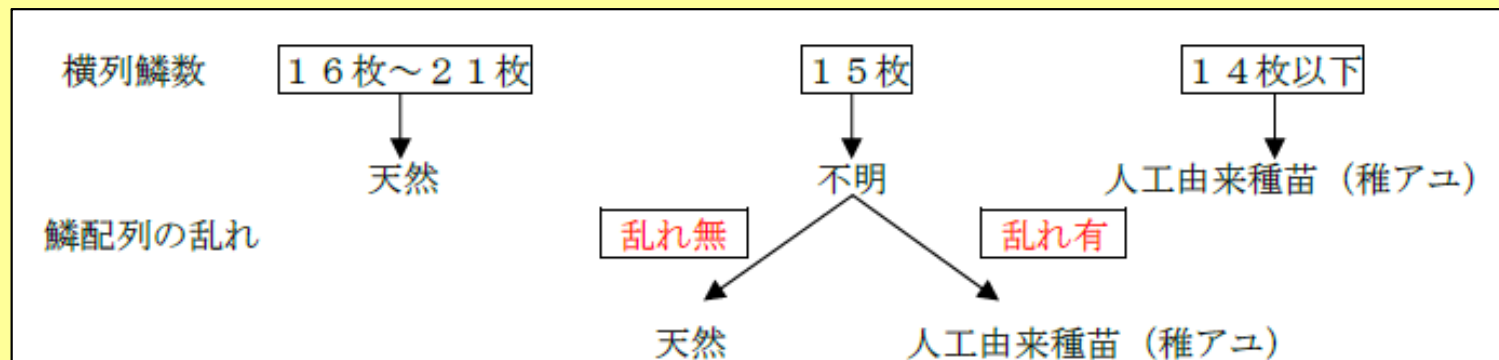 横列鱗数 １６枚～２１枚 １５枚 １４枚以下
天然 不明 人工由来種苗（稚アユ）
鱗配列の乱れ 乱れ無 乱れ有
天然 人工由来種苗（稚アユ）